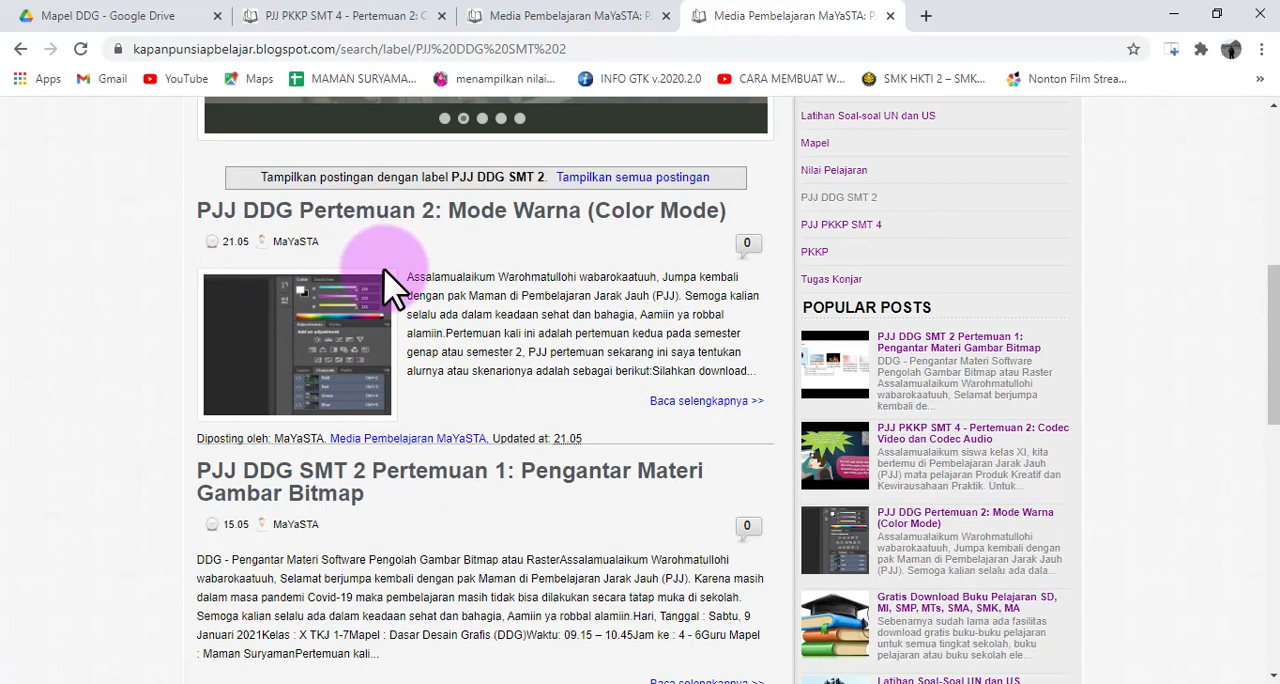 Mapel DDG - Google Drive
PJJ PKKP SMT 4 - Pertemuan 2: C
Media Pembelajaran MaYaSTA: P
Media Pembelajaran MaYaSTA: P
kapanpunsiapbelajar.blogspot.com/search/label/PJJ%20DDG%20SMT%202
Apps
Gmail
YouTube
Maps
MAMAN SURYAMA...
menampilkan nilai...
INFO GTK v.2020.2.0
CARA MEMBUAT W...
SMK HKTI 2 – SMK...
Nonton Film Strea...
»
Tampilkan postingan dengan label PJJ DDG SMT 2. Tampilkan semua postingan
PJJ DDG Pertemuan 2: Mode Warna (Color Mode)
21.05 MaYaSTA
0
Assalamualaikum Warohmatullohi wabarokaatuuh, Jumpa kembali
dengan pak Maman di Pembelajaran Jarak Jauh (PJJ). Semoga kalian
selalu ada dalam keadaan sehat dan bahagia, Aamiin ya robbal
alamiin.Pertemuan kali ini adalah pertemuan kedua pada semester
genap atau semester 2, PJJ pertemuan sekarang ini saya tentukan
alurnya atau skenarionya adalah sebagai berikut:Silahkan download...
Baca selengkapnya >>
Diposting oleh: MaYaSTA. Media Pembelajaran MaYaSTA, Updated at: 21.05
PJJ DDG SMT 2 Pertemuan 1: Pengantar Materi
Gambar Bitmap
15.05 MaYaSTA
0
DDG - Pengantar Materi Software Pengolah Gambar Bitmap atau RasterAssalamualaikum Warohmatullohi
wabarokaatuuh, Selamat berjumpa kembali dengan pak Maman di Pembelajaran Jarak Jauh (PJJ). Karena masih
dalam masa pandemi Covid-19 maka pembelajaran masih tidak bisa dilakukan secara tatap muka di sekolah.
Semoga kalian selalu ada dalam keadaan sehat dan bahagia, Aamiin ya robbal alamiin.Hari, Tanggal : Sabtu, 9
Januari 2021Kelas : X TKJ 1-7Mapel : Dasar Desain Grafis (DDG)Waktu: 09.15 – 10.45Jam ke : 4 - 6Guru Mapel
: Maman SuryamanPertemuan kali...
Baca selengkapnya >>
Latihan Soal-soal UN dan US
Mapel
Nilai Pelajaran
PJJ DDG SMT 2
PJJ PKKP SMT 4
PKKP
Tugas Konjar
POPULAR POSTS
PJJ DDG SMT 2 Pertemuan 1:
Pengantar Materi Gambar Bitmap
DDG - Pengantar Materi Software
Pengolah Gambar Bitmap atau Raster
Assalamualaikum Warohmatullohi
wabarokaatuuh, Selamat berjumpa
kembali de...
PJJ PKKP SMT 4 - Pertemuan 2: Codec
Video dan Codec Audio
Assalamualaikum siswa kelas XI, kita
bertemu di Pembelajaran Jarak Jauh
(PJJ) mata pelajaran Produk Kreatif dan
Kewirausahaan Praktik. Untuk...
PJJ DDG Pertemuan 2: Mode Warna
(Color Mode)
Assalamualaikum Warohmatullohi
wabarokaatuuh, Jumpa kembali
dengan pak Maman di Pembelajaran
Jarak Jauh (PJJ). Semoga kalian
selalu ada dala...
Gratis Download Buku Pelajaran SD,
MI, SMP, MTs, SMA, SMK, MA
Sebenarnya sudah lama ada fasilitas
download gratis buku-buku pelajaran
untuk semua tingkat sekolah, buku
pelajaran atau buku sekolah ele...
Latihan Soal-soal UN dan US